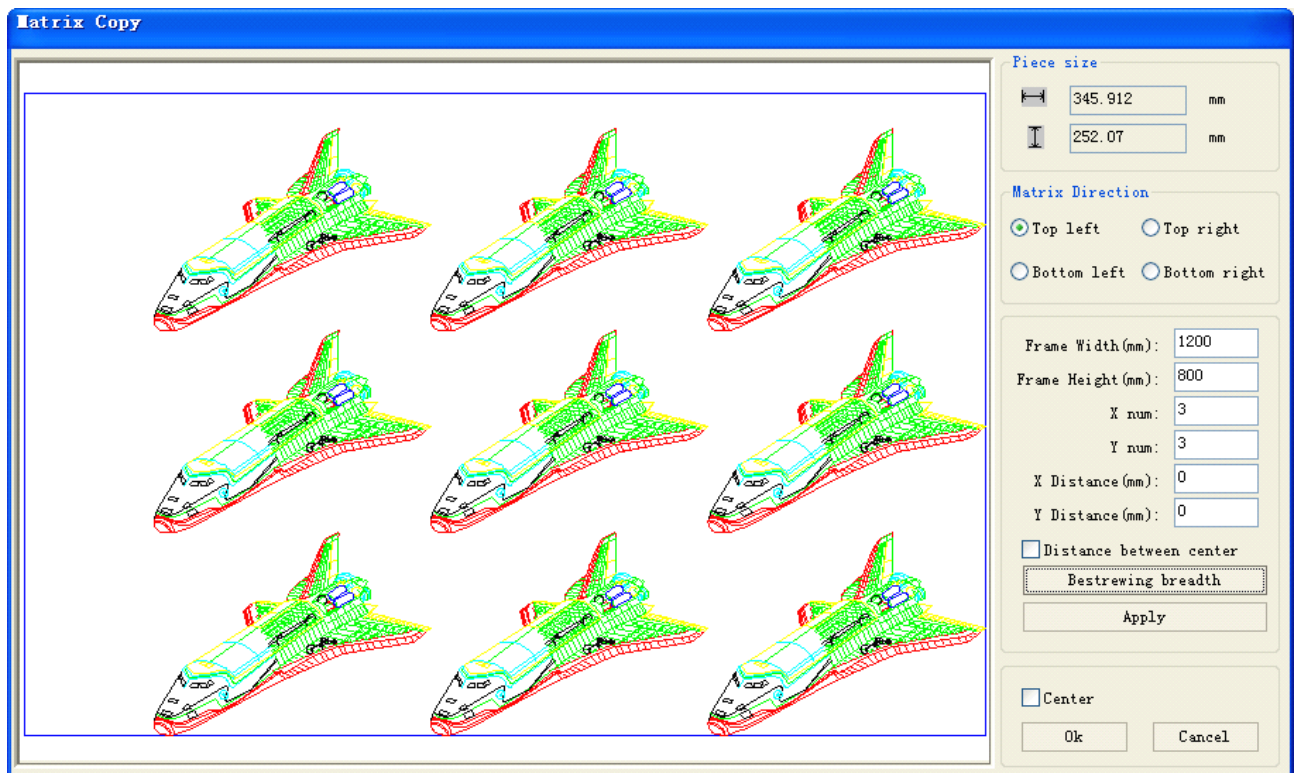 Matrix Copy
Piece size
345.912 mm
252.07 mm
Matrix Direction
Top left Top right
Bottom left Bottom right
Frame Width(mm): 1200
Frame Height(mm): 800
X num: 3
Y num: 3
X Distance(mm): 0
Y Distance(mm): 0
Distance between center
Bestrewing breadth
Apply
Center
Ok Cancel